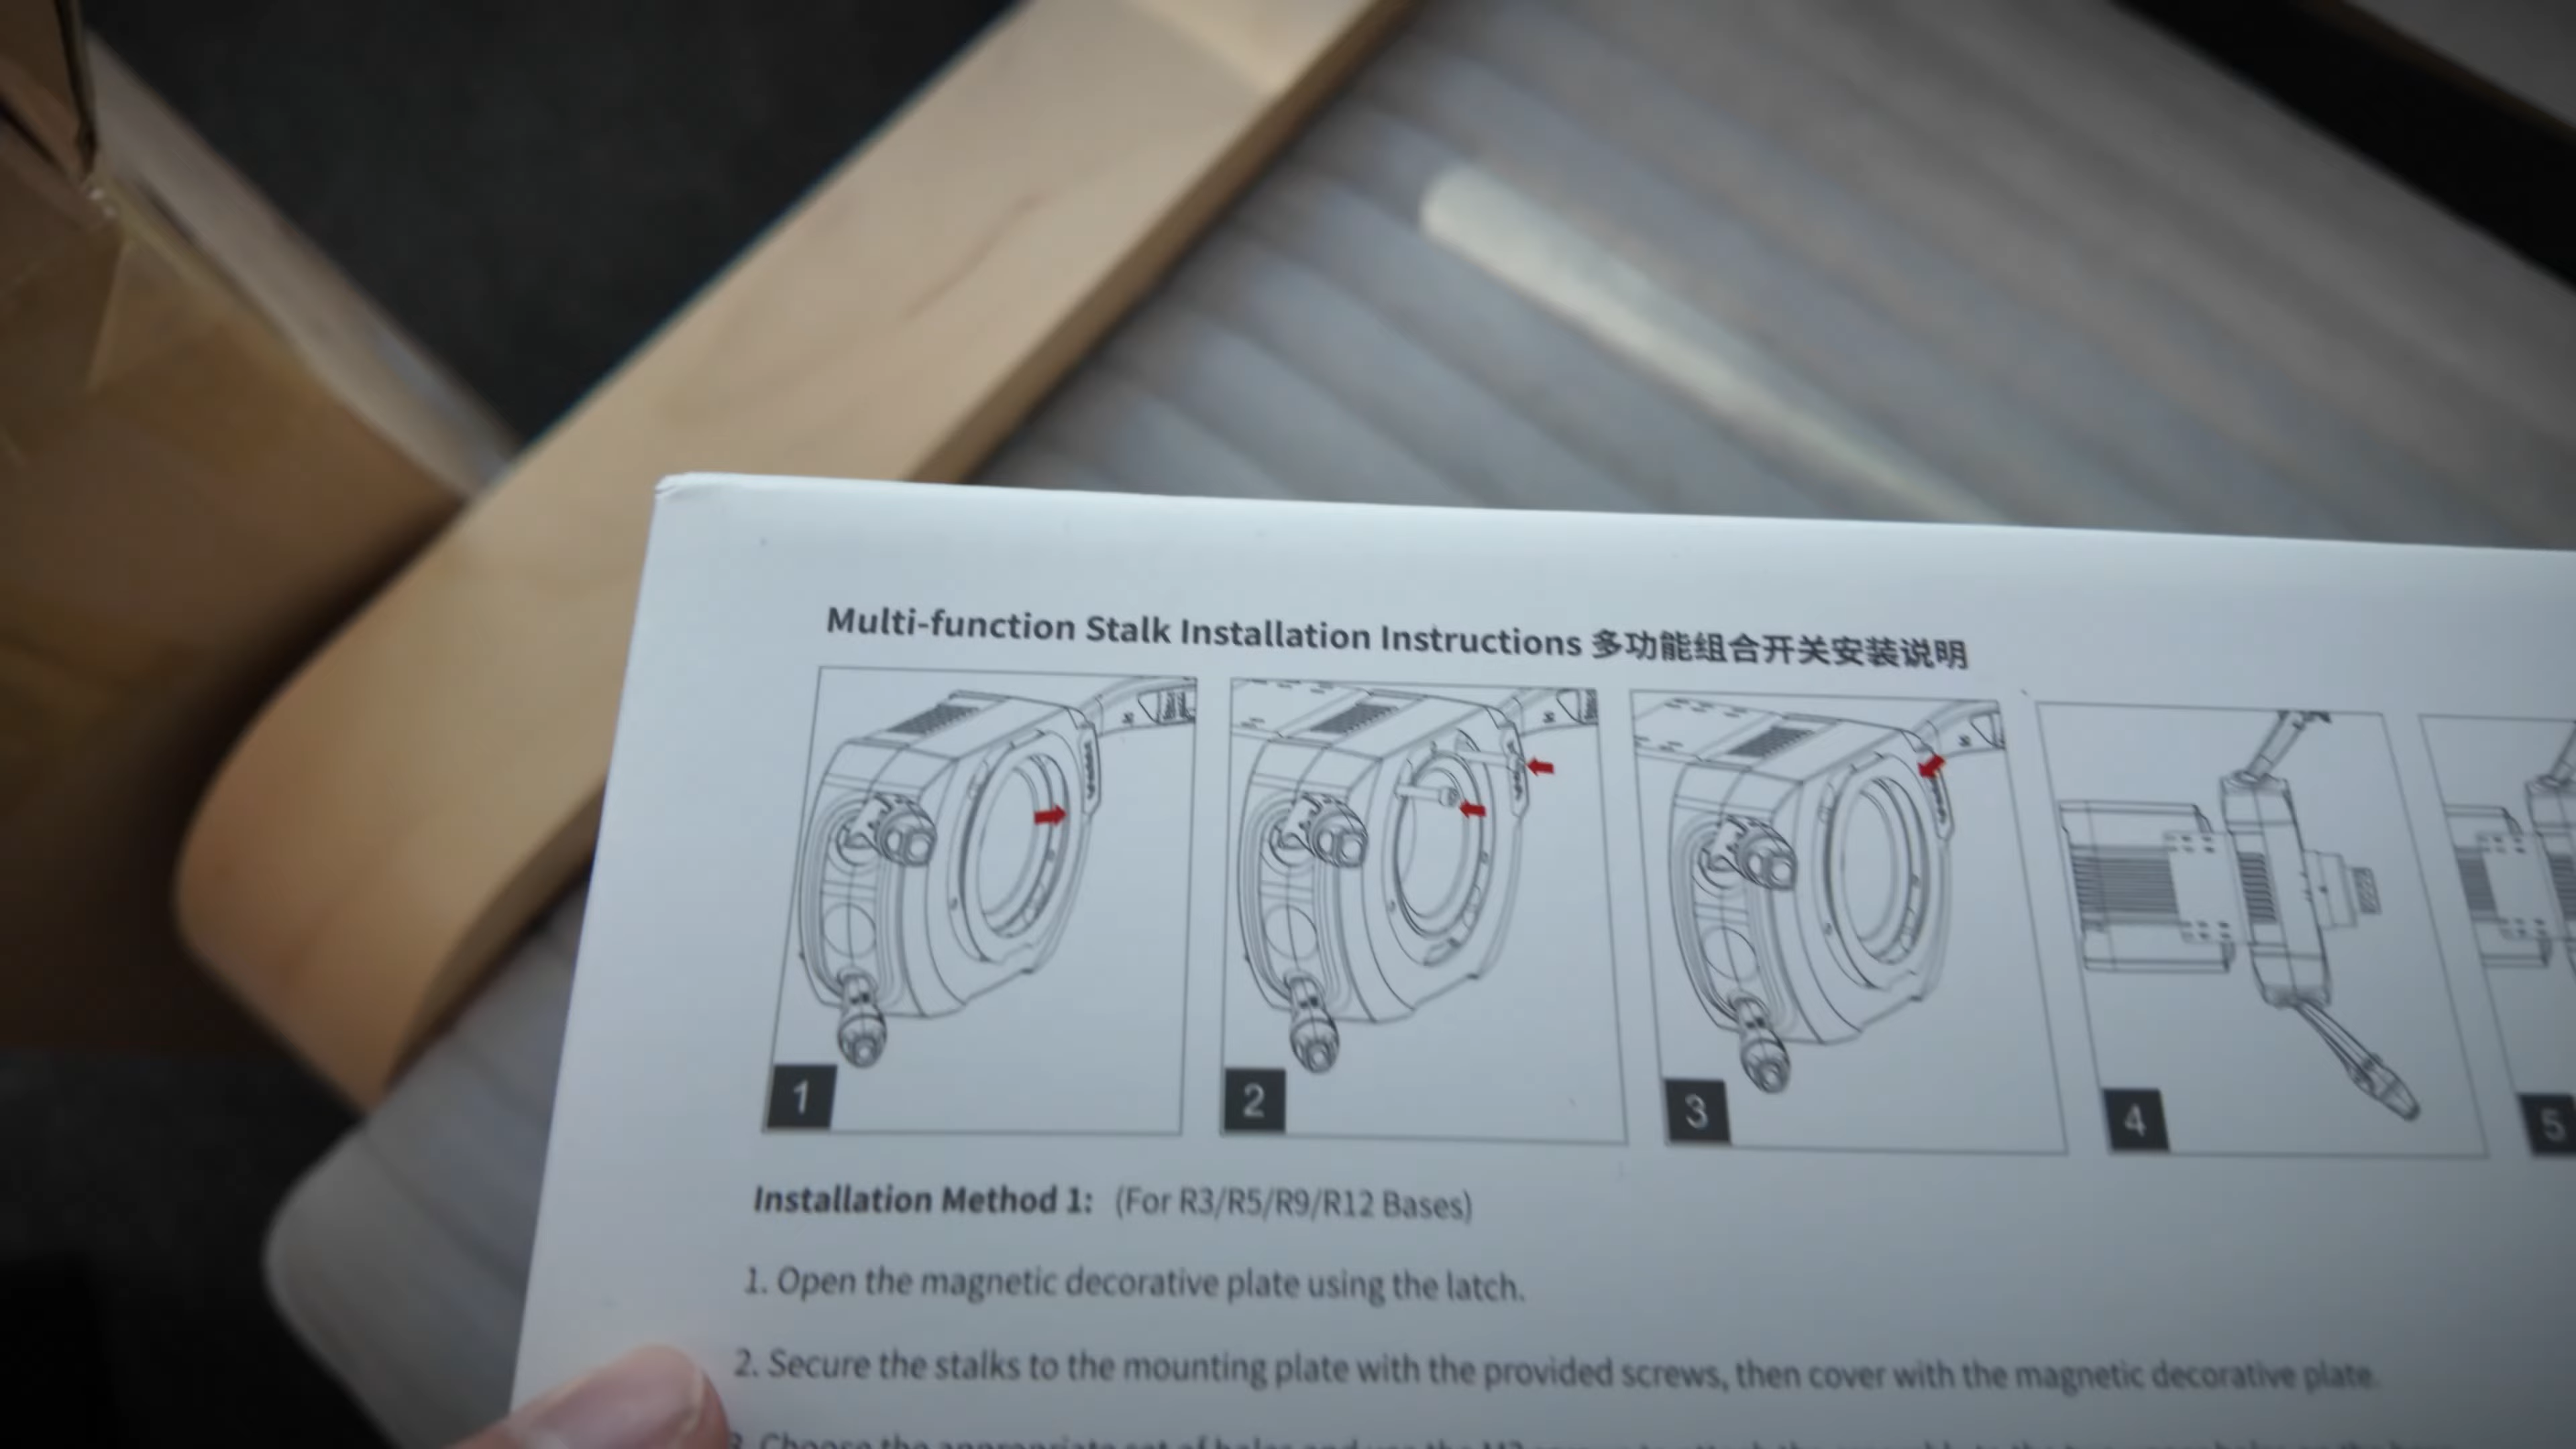 Multi-function Stalk Installation Instructions 多功能组合开关安装说明
1
2
3
4
5
Installation Method 1: (For R3/R5/R9/R12 Bases)
1. Open the magnetic decorative plate using the latch.
2. Secure the stalks to the mounting plate with the provided screws, then cover with the magnetic decorative plate.